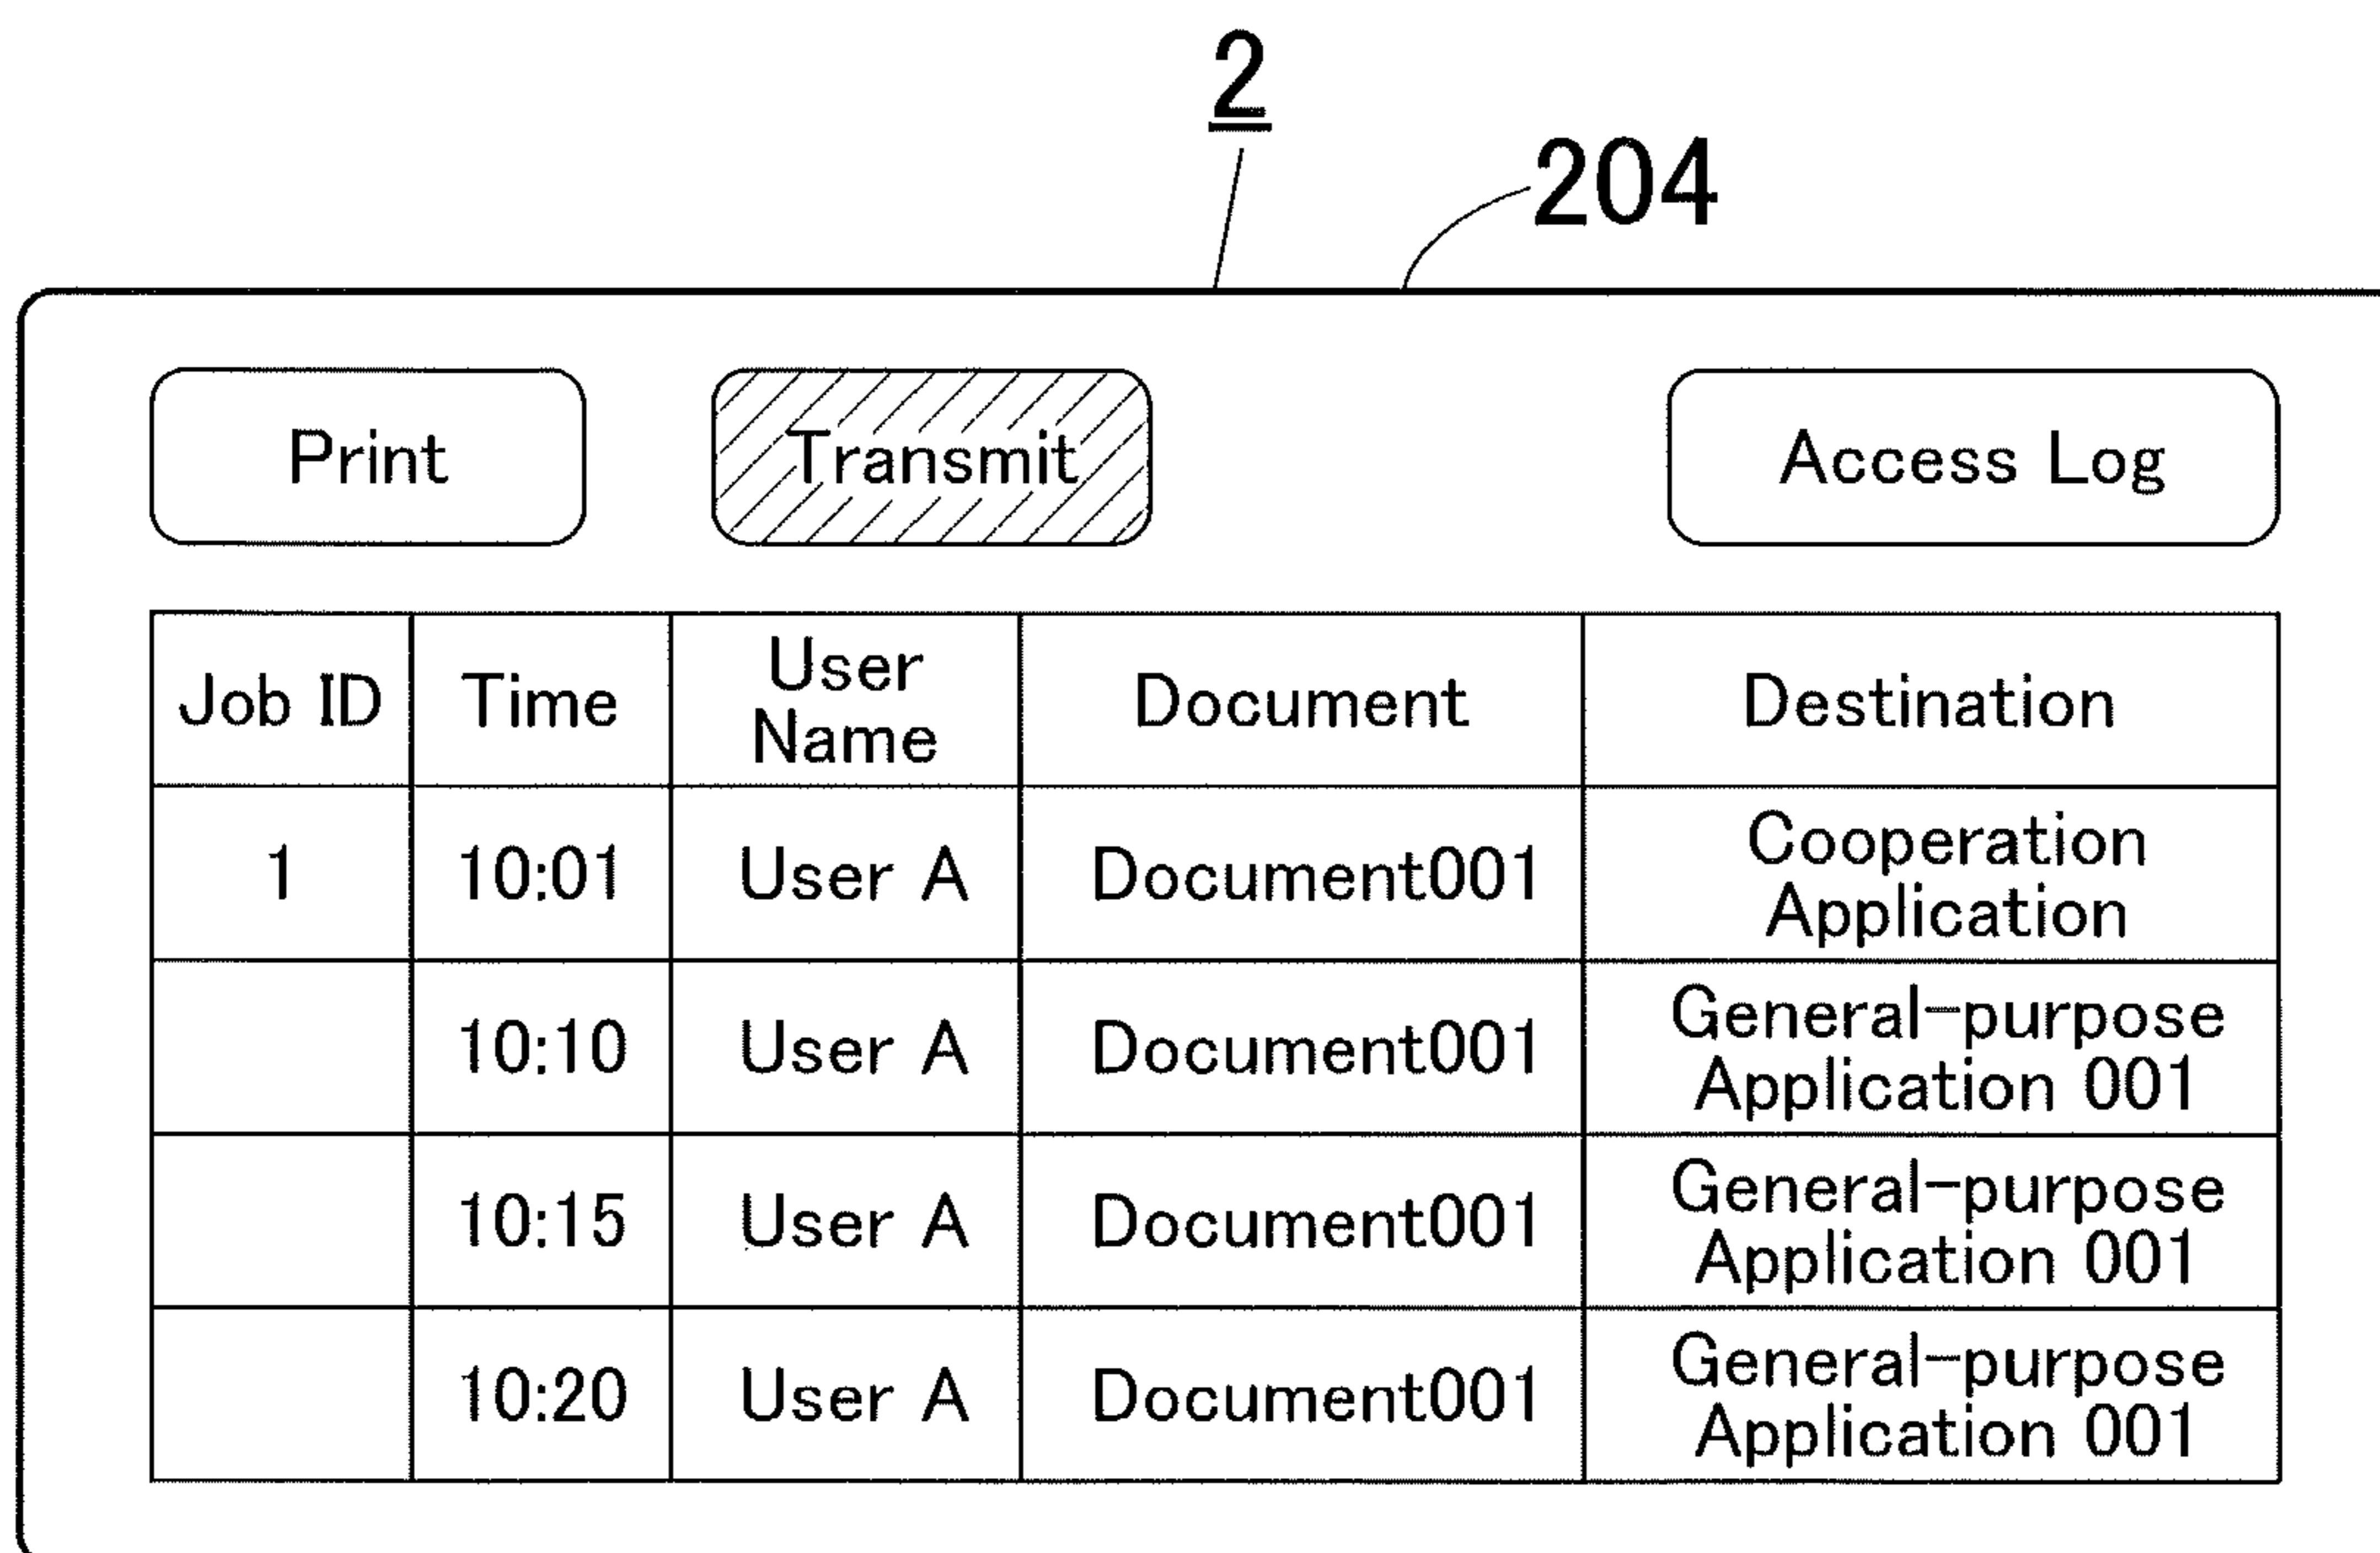 2
204
Print Transmit Access Log
Job ID Time User Name Document Destination
1 10:01 User A Document001 Cooperation Application
10:10 User A Document001 General-purpose Application 001
10:15 User A Document001 General-purpose Application 001
10:20 User A Document001 General-purpose Application 001